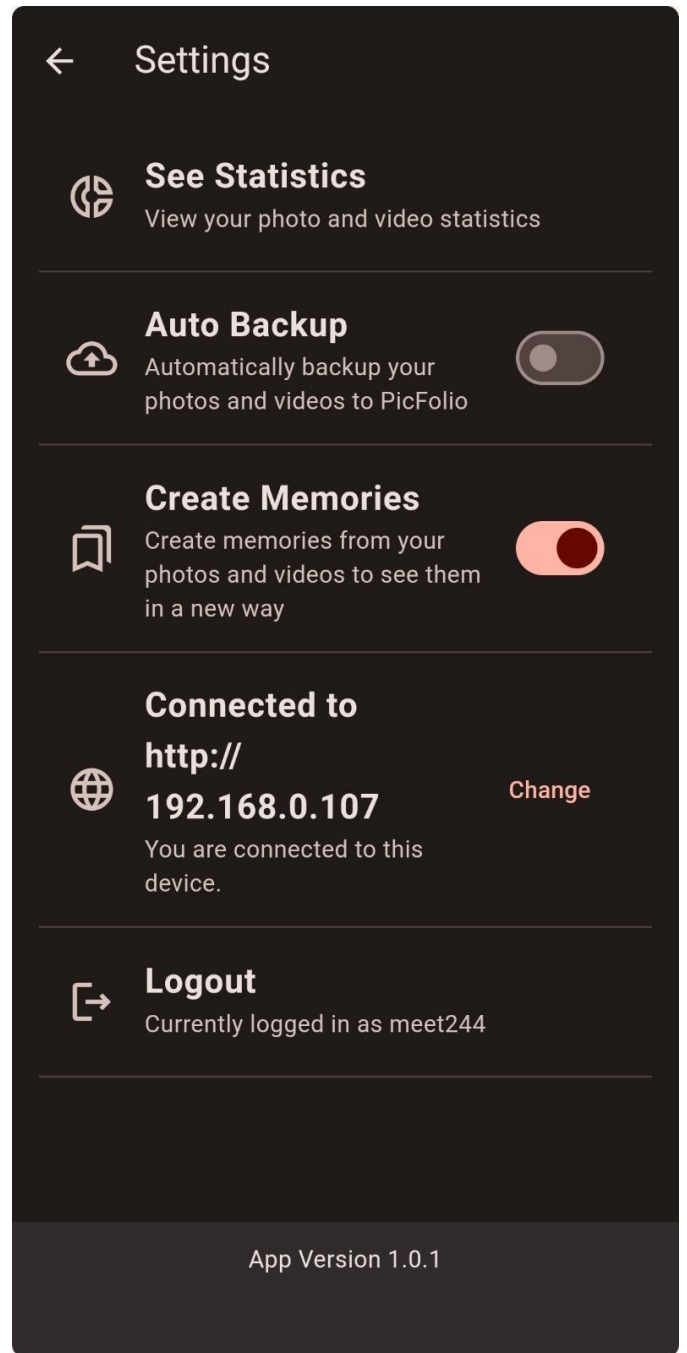 Settings
See Statistics
View your photo and video statistics
Auto Backup
Automatically backup your
photos and videos to PicFolio
Create Memories
Create memories from your
photos and videos to see them
in a new way
Connected to
http://
192.168.0.107
Change
You are connected to this
device.
Logout
Currently logged in as meet244
App Version 1.0.1